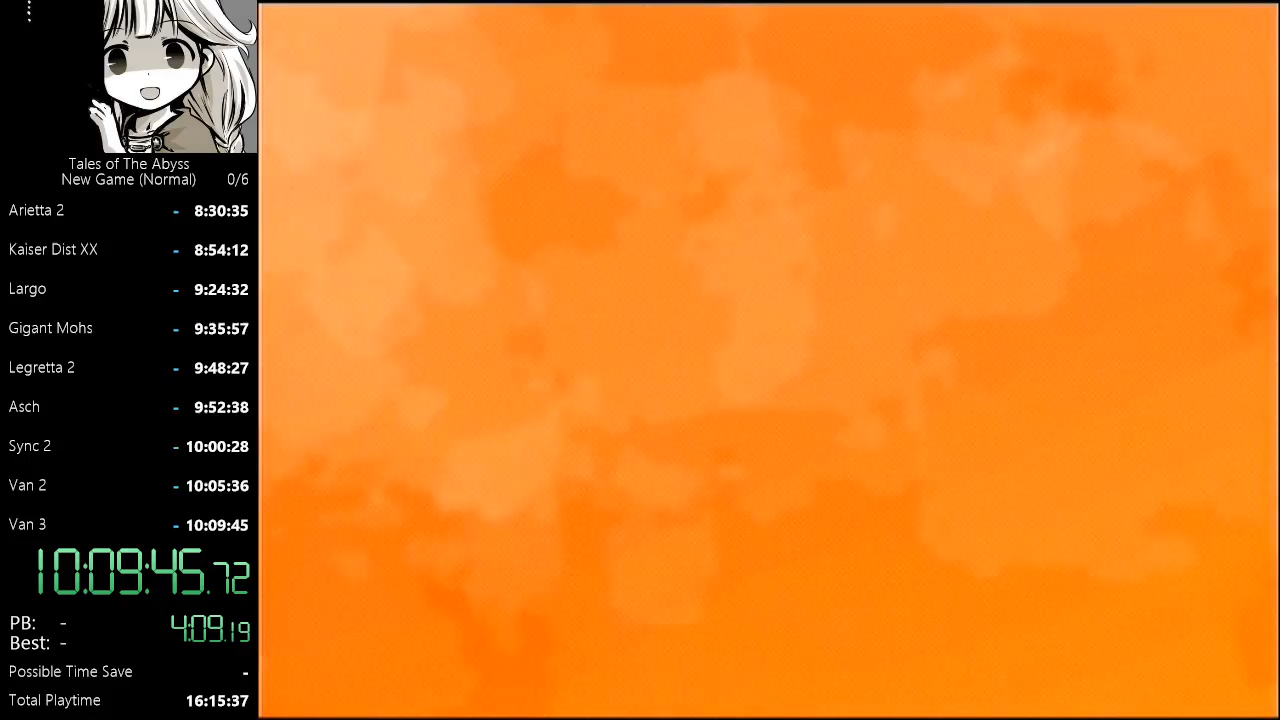 Tales of The Abyss
New Game (Normal) 0/6
Arietta 2 - 8:30:35
Kaiser Dist XX - 8:54:12
Largo - 9:24:32
Gigant Mohs - 9:35:57
Legretta 2 - 9:48:27
Asch - 9:52:38
Sync 2 - 10:00:28
Van 2 - 10:05:36
Van 3 - 10:09:45
10:09:45.72
PB: - 4:09.19
Best: -
Possible Time Save -
Total Playtime 16:15:37